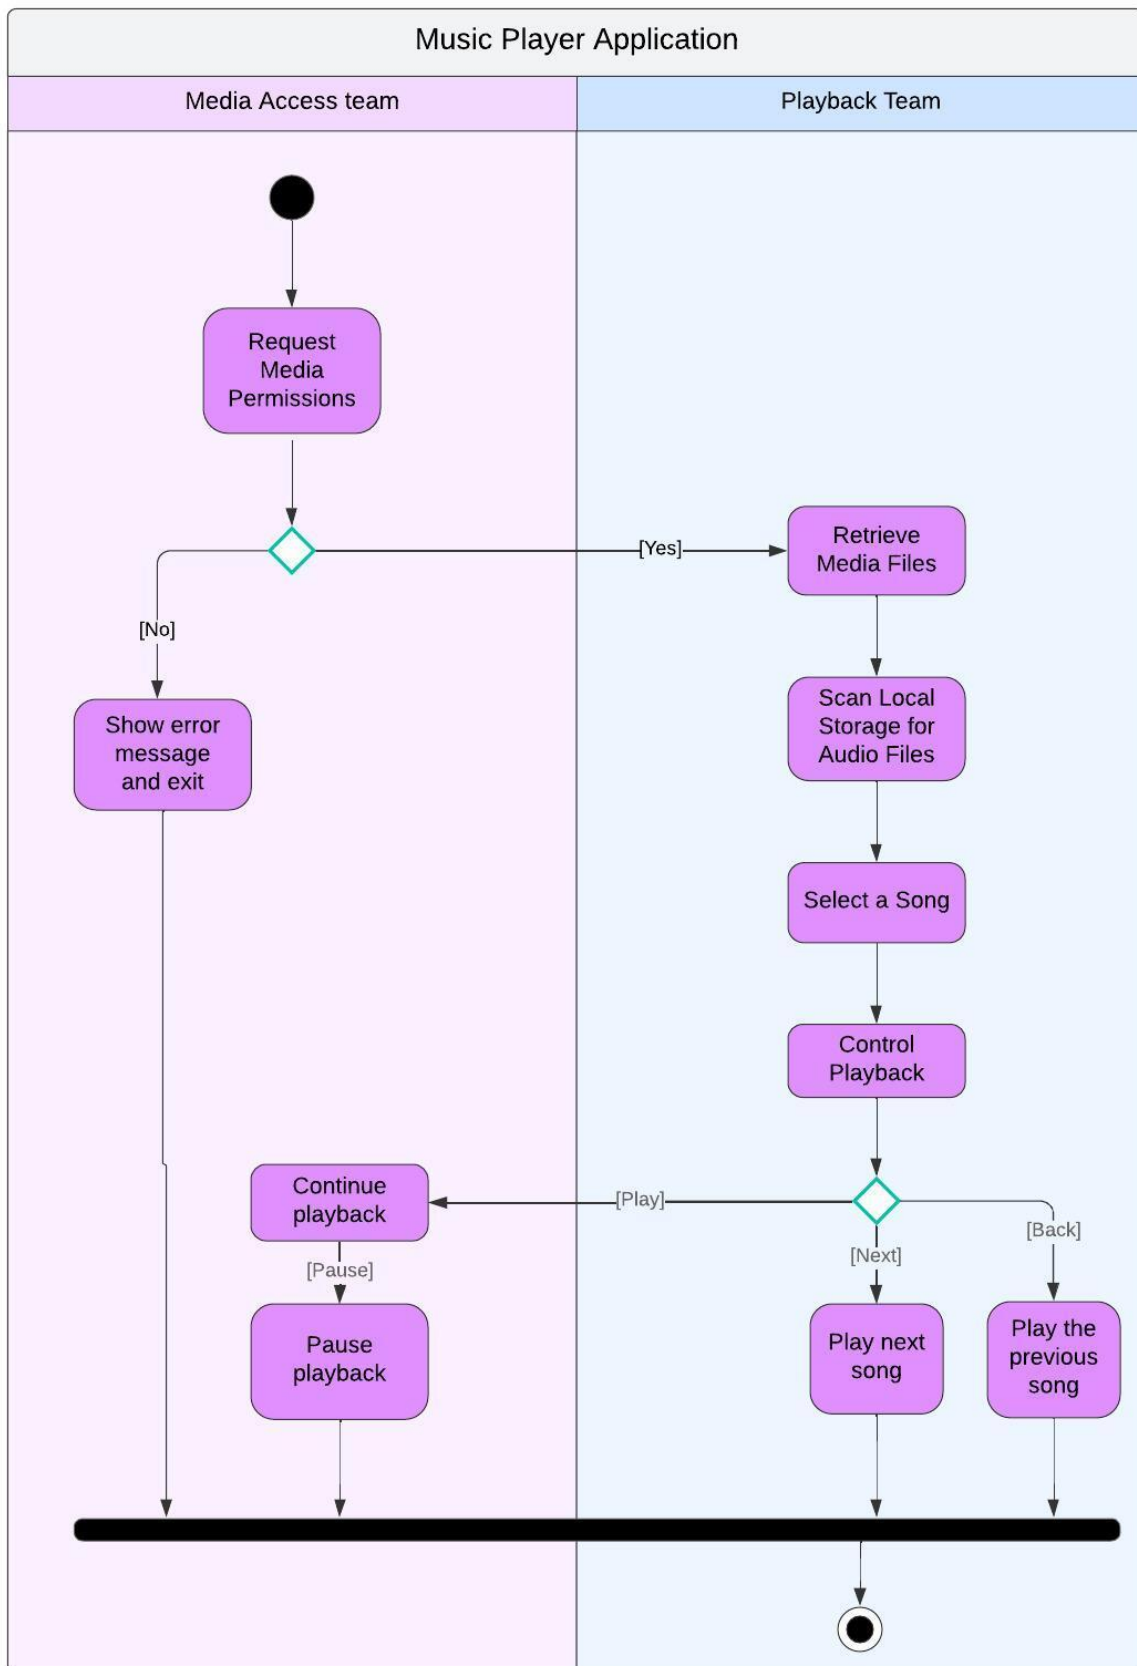 Music Player Application
Media Access team
Playback Team
Request
Media
Permissions
[Yes]
Retrieve
Media Files
[No]
Scan Local
Storage for
Audio Files
Show error
message
and exit
Select a Song
Control
Playback
Continue
playback
[Play]
[Next]
[Back]
[Pause]
Pause
playback
Play next
song
Play the
previous
song